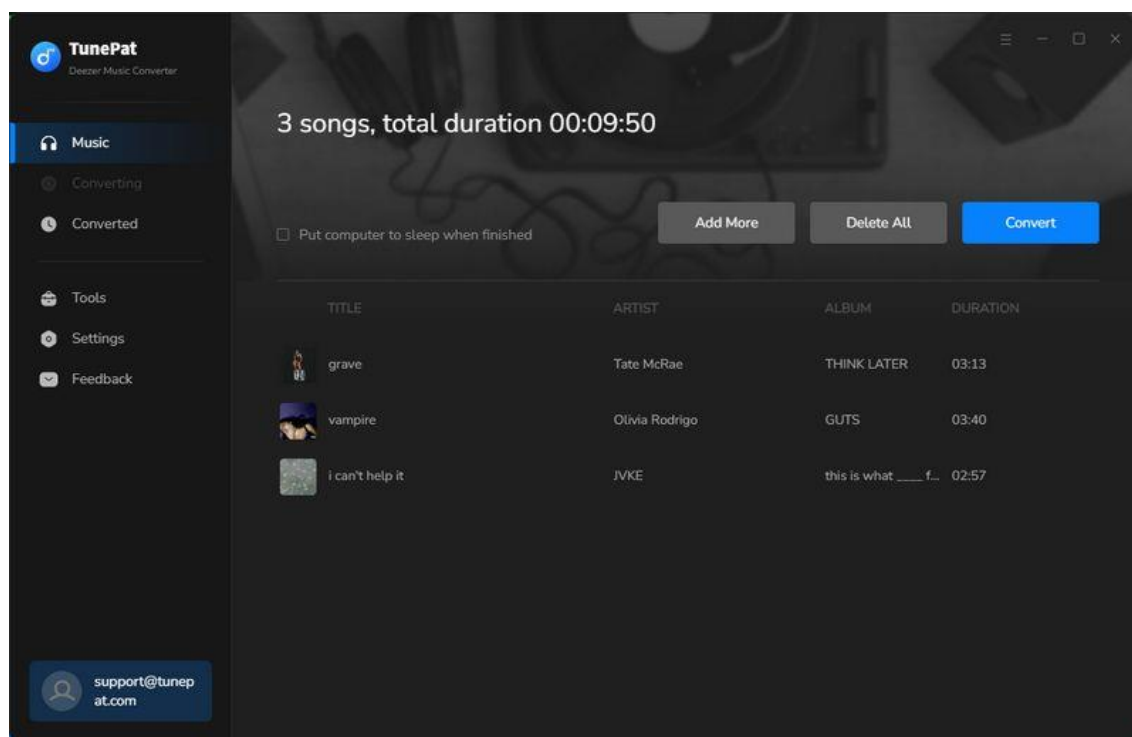 TunePat
Deezer Music Converter
Music
Converting
Converted
Tools
Settings
Feedback
support@tunep
at.com
3 songs, total duration 00:09:50
Put computer to sleep when finished
Add More
Delete All
Convert
TITLE ARTIST ALBUM DURATION
grave Tate McRae THINK LATER 03:13
vampire Olivia Rodrigo GUTS 03:40
i can't help it JVKE this is what ____ f... 02:57